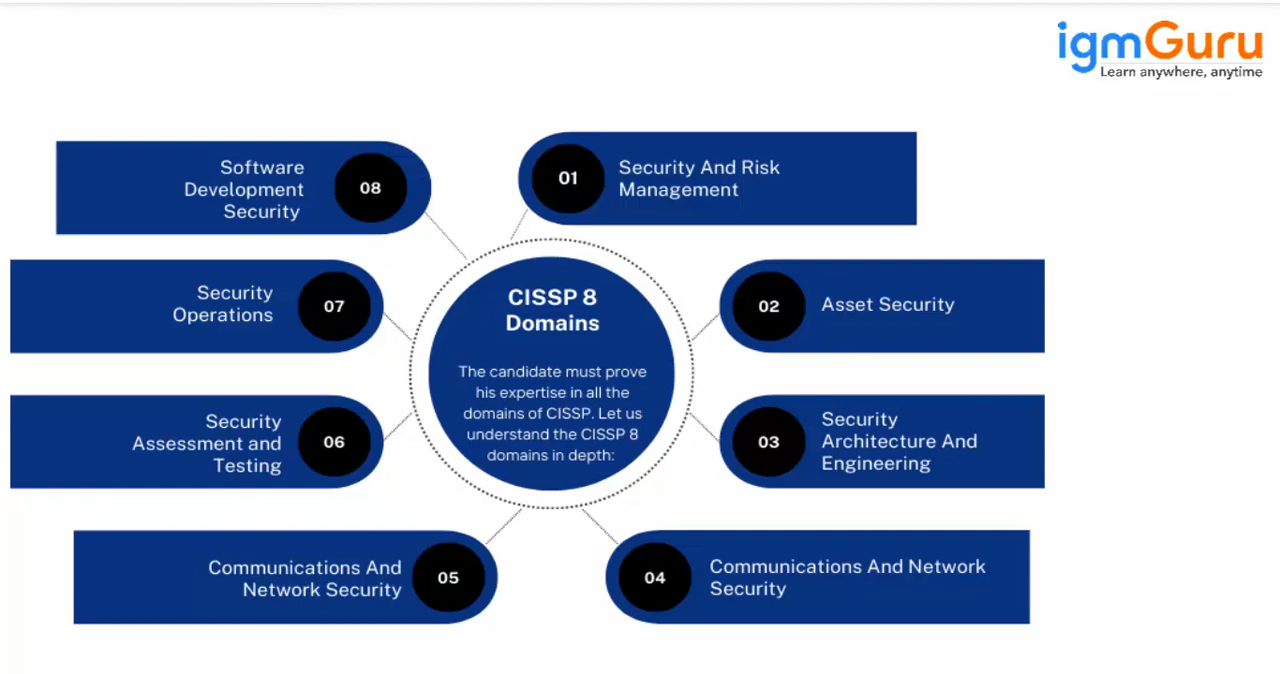 igmGuru
Learn anywhere, anytime
01
Security And Risk
Management
02
Asset Security
03
Security
Architecture And
Engineering
04
Communications And Network
Security
05
Communications And
Network Security
06
Security
Assessment and
Testing
07
Security
Operations
08
Software
Development
Security
CISSP 8
Domains
The candidate must prove
his expertise in all the
domains of CISSP. Let us
understand the CISSP 8
domains in depth: